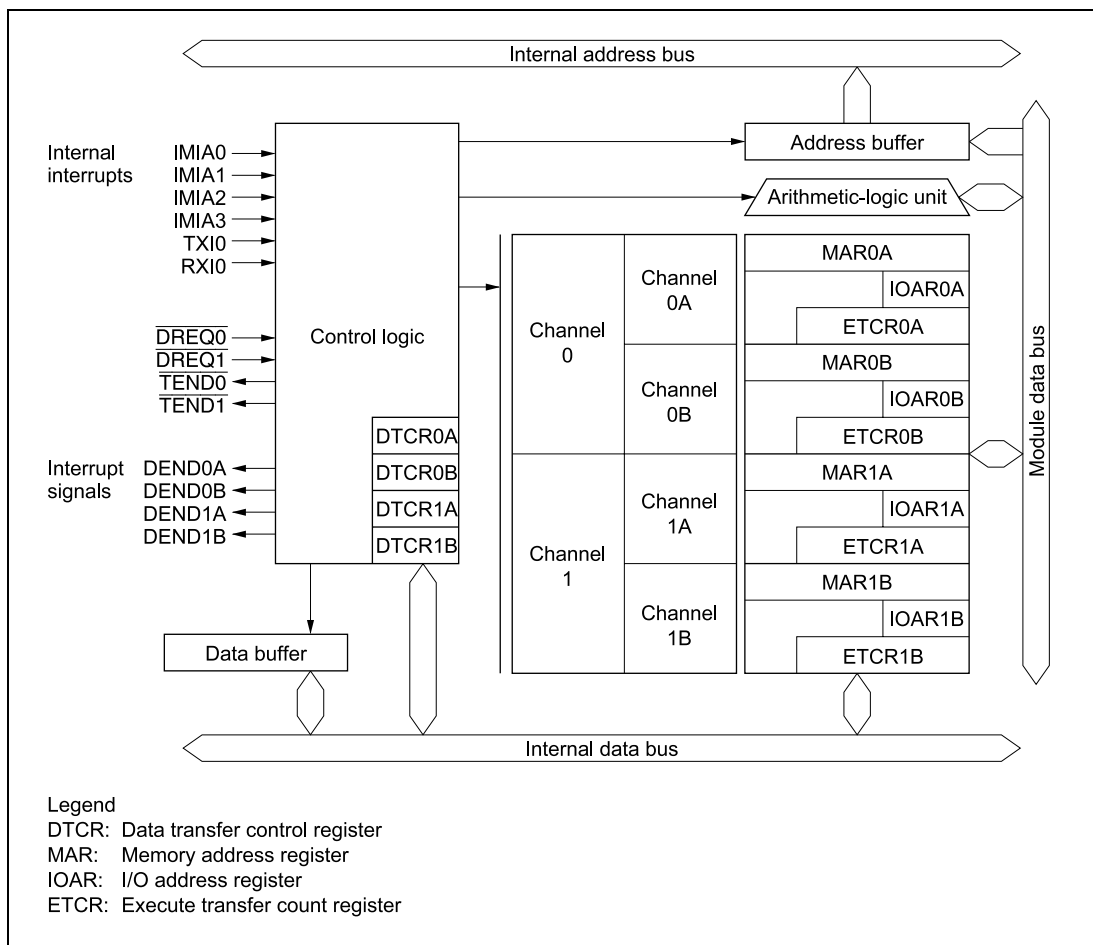 Internal address bus
Internal interrupts
IMIA0
IMIA1
IMIA2
IMIA3
TXI0
RXI0
DREQ0
DREQ1
TEND0
TEND1
Interrupt signals
DEND0A
DEND0B
DEND1A
DEND1B
Control logic
DTCR0A
DTCR0B
DTCR1A
DTCR1B
Data buffer
Address buffer
Arithmetic-logic unit
Channel 0
Channel 0A
Channel 0B
Channel 1
Channel 1A
Channel 1B
MAR0A
IOAR0A
ETCR0A
MAR0B
IOAR0B
ETCR0B
MAR1A
IOAR1A
ETCR1A
MAR1B
IOAR1B
ETCR1B
Module data bus
Internal data bus
Legend
DTCR: Data transfer control register
MAR: Memory address register
IOAR: I/O address register
ETCR: Execute transfer count register